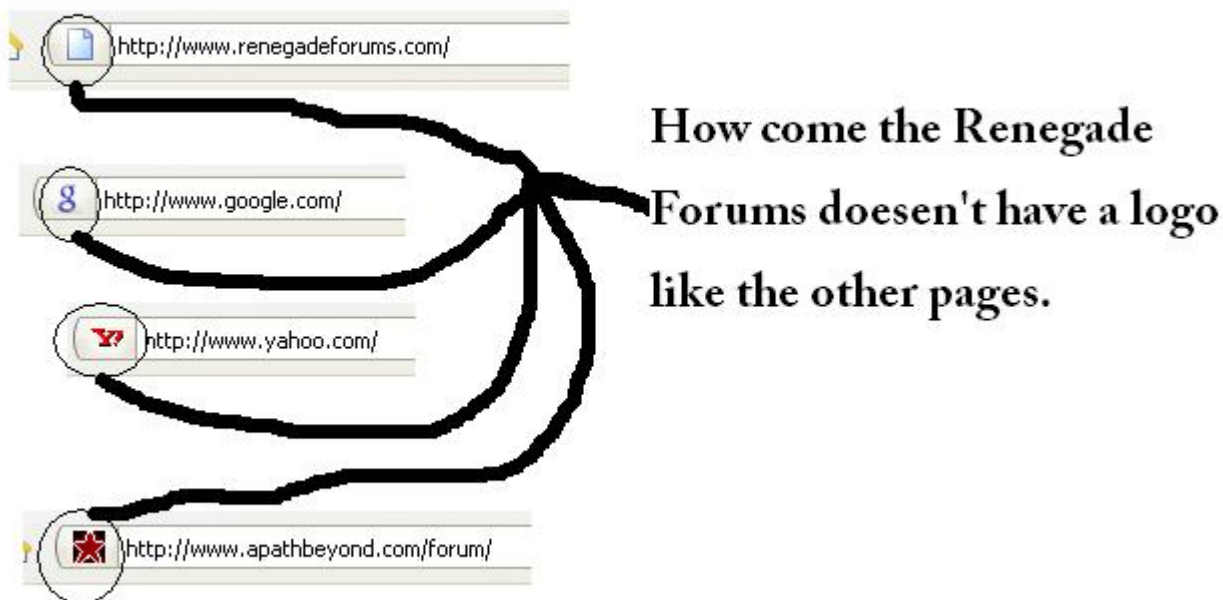 http://www.renegadeforums.com/
g http://www.google.com/
Y! http://www.yahoo.com/
http://www.apathbeyond.com/forum/
How come the Renegade
Forums doesen't have a logo
like the other pages.